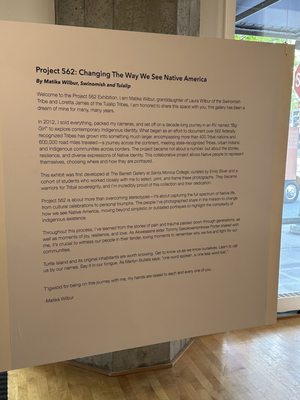 Project 562: Changing The Way We See Native America
By Matika Wilbur, Swinomish and Tulalip
Welcome to the Project 562 Exhibition. I am Matika Wilbur, granddaughter of Laura Wilbur of the Swinomish
Tribe and Loretta James of the Tulalip Tribes. I am honored to share this space with you; this gallery has been a
dream of mine for many, many years.
In 2012, I sold everything, packed my cameras, and set off on a decade-long journey in an RV, named "Big
Girl" to explore contemporary Indigenous identity. What began as an effort to document over 562 federally
recognized Tribes has grown into something much larger, encompassing more than 400 Tribal nations and
600,000 road miles traveled—a journey across the continent, meeting state-recognized Tribes, urban Indians,
and Indigenous communities across borders. The project became not about a number, but about the stories,
resilience, and diverse expressions of Native identity. This collaborative project allows Native people to represent
themselves, choosing where and how they are portrayed.
This exhibit was first developed at The Barrett Gallery at Santa Monica College, curated by Emily Silver and a
cohort of students who worked closely with me to select, print, and frame these photographs. They became
warriors for Tribal sovereignty, and I'm incredibly proud of this collection and their dedication.
Project 562 is about more than overcoming stereotypes—it's about capturing the full spectrum of Native life,
from cultural celebrations to personal triumphs. The people I've photographed share in this mission to change
how we see Native America, moving beyond simplistic or outdated portrayals to highlight the complexity of
Indigenous existence.
Throughout this process, I've learned from the stories of pain and trauma passed down through generations, as
well as moments of joy, resilience, and love. As Akwesasne elder Tommy
me, it's crucial to witness our people in their tender, loving moments to remember why we live and fight for our
identity.
Turtle Island and its original inhabitants are worth knowing. Get to know us as we know ourselves. Learn to call
us by our names. Say it in our tongue. As Marilyn says, "one word spoken, is one less word lost."
for being on this journey with me, my hands are raised to each and every one of you.
-Matika Wilbur